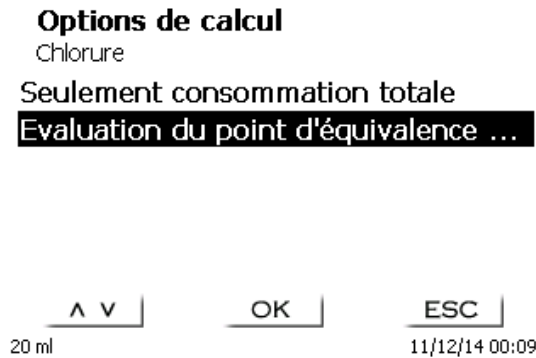 Options de calcul
Chlorure
Seulement consommation totale
Evaluation du point d'équivalence ...
∧ ∨ OK ESC
20 ml 11/12/14 00:09